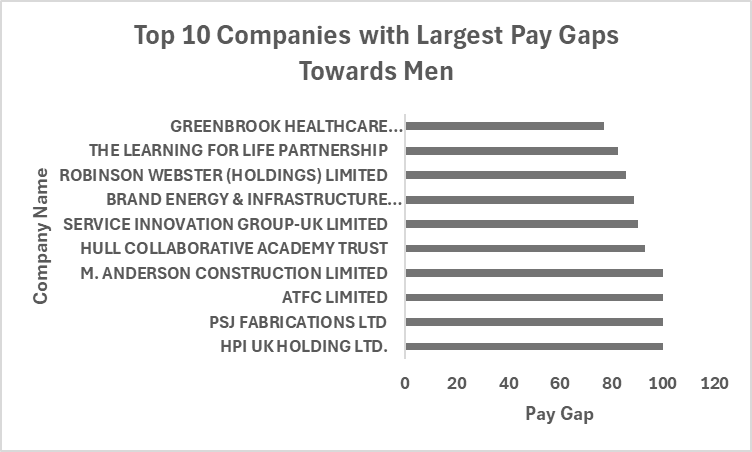 Top 10 Companies with Largest Pay Gaps
Towards Men
Company Name
GREENBROOK HEALTHCARE...
THE LEARNING FOR LIFE PARTNERSHIP
ROBINSON WEBSTER (HOLDINGS) LIMITED
BRAND ENERGY & INFRASTRUCTURE...
SERVICE INNOVATION GROUP-UK LIMITED
HULL COLLABORATIVE ACADEMY TRUST
M. ANDERSON CONSTRUCTION LIMITED
ATFC LIMITED
PSJ FABRICATIONS LTD
HPI UK HOLDING LTD.
0 20 40 60 80 100 120
Pay Gap